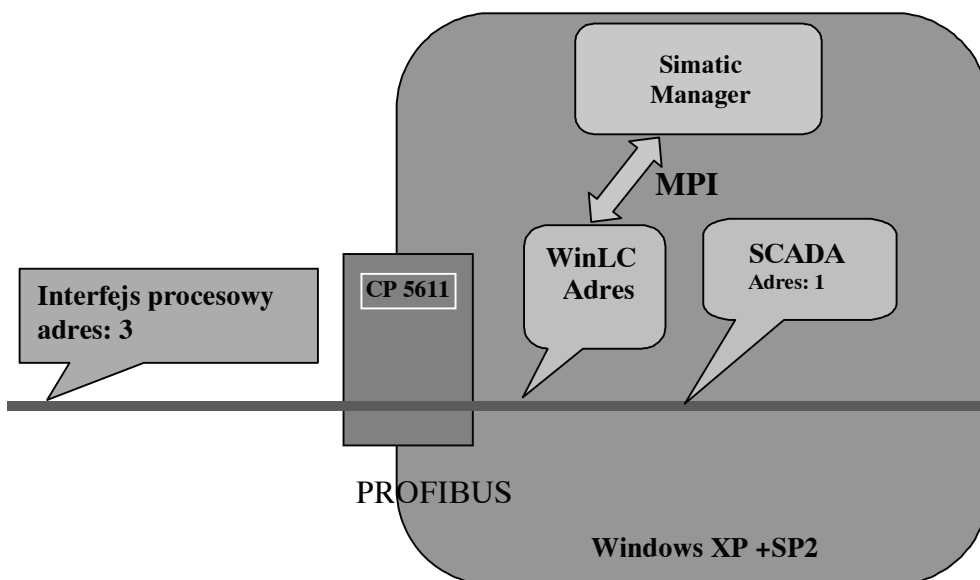 Simatic
Manager
MPI
WinLC
Adres
SCADA
Adres: 1
CP 5611
Interfejs procesowy
adres: 3
PROFIBUS
Windows XP +SP2